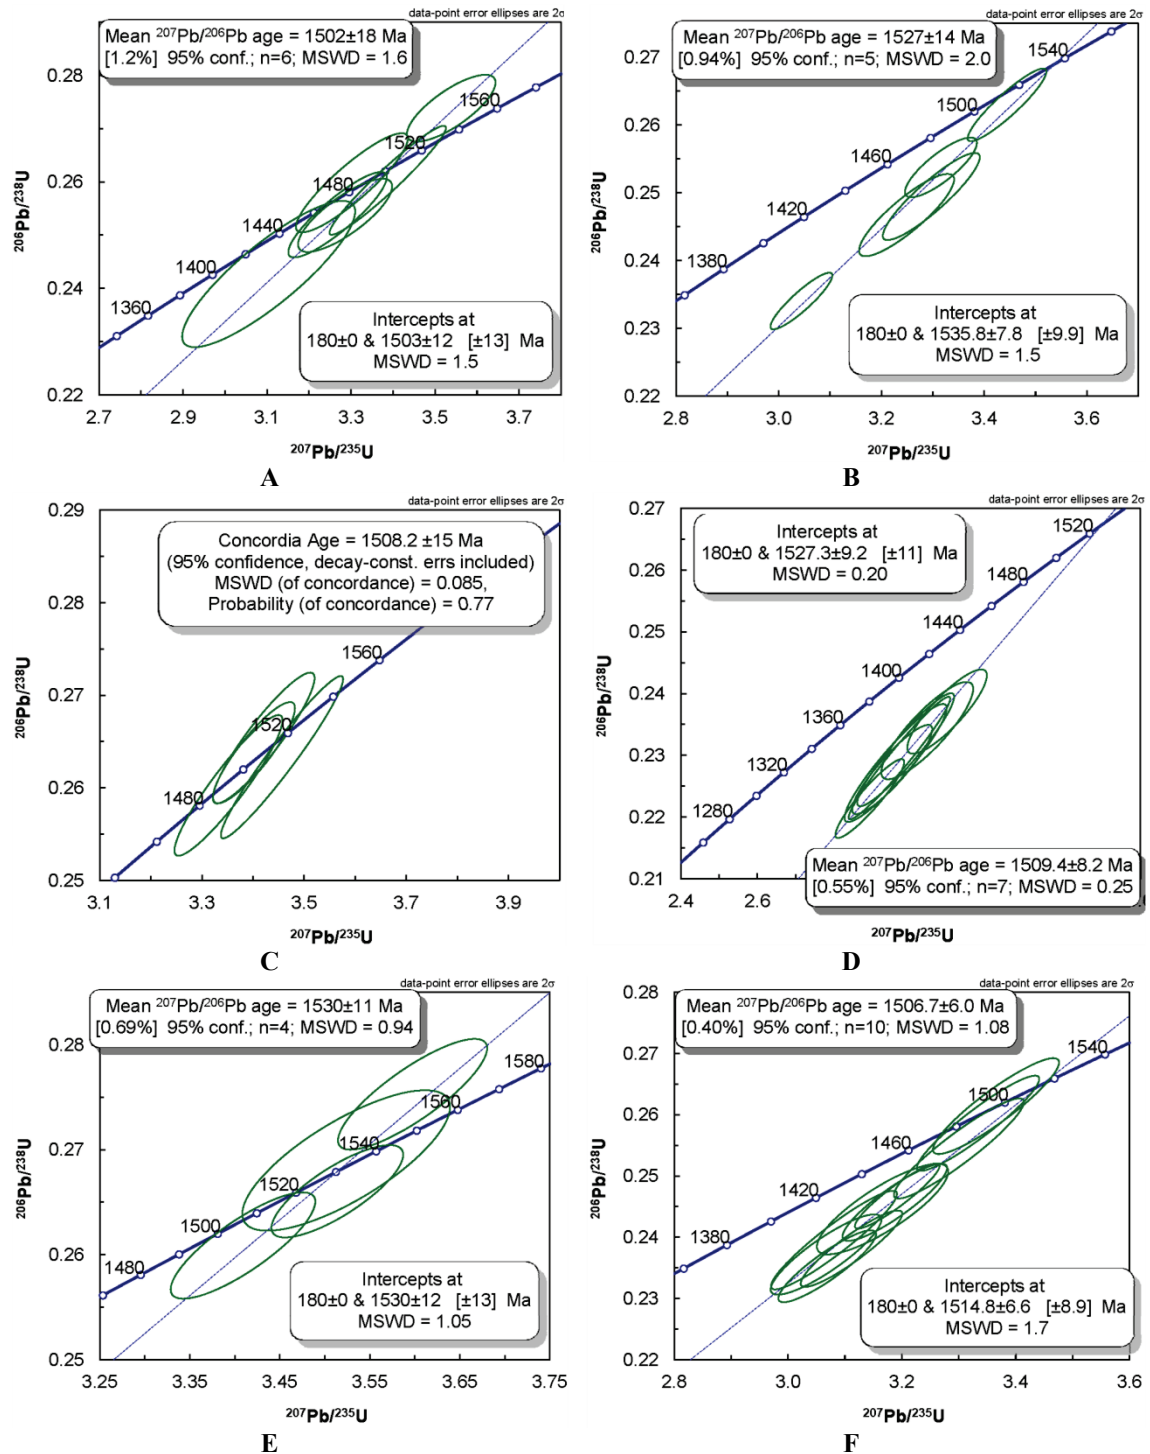 data-point error ellipses are 2σ
Mean ²⁰⁷Pb/²⁰⁶Pb age = 1502±18 Ma
[1.2%] 95% conf.; n=6; MSWD = 1.6
0.28
0.26
0.24
0.22
²⁰⁶Pb/²³⁸U
1560
1520
1480
1440
1400
1360
Intercepts at
180±0 & 1503±12 [±13] Ma
MSWD = 1.5
2.7 2.9 3.1 3.3 3.5 3.7
²⁰⁷Pb/²³⁵U
A
data-point error ellipses are 2σ
Mean ²⁰⁷Pb/²⁰⁶Pb age = 1527±14 Ma
[0.94%] 95% conf.; n=5; MSWD = 2.0
0.27
0.26
0.25
0.24
0.23
0.22
²⁰⁶Pb/²³⁸U
1540
1500
1460
1420
1380
Intercepts at
180±0 & 1535.8±7.8 [±9.9] Ma
MSWD = 1.5
2.8 3.0 3.2 3.4 3.6
²⁰⁷Pb/²³⁵U
B
data-point error ellipses are 2σ
Concordia Age = 1508.2 ±15 Ma
(95% confidence, decay-const. errs included)
MSWD (of concordance) = 0.085,
Probability (of concordance) = 0.77
0.29
0.28
0.27
0.26
0.25
²⁰⁶Pb/²³⁸U
1560
1520
1480
3.1 3.3 3.5 3.7 3.9
²⁰⁷Pb/²³⁵U
C
data-point error ellipses are 2σ
Intercepts at
180±0 & 1527.3±9.2 [±11] Ma
MSWD = 0.20
0.27
0.26
0.25
0.24
0.23
0.22
0.21
²⁰⁶Pb/²³⁸U
1520
1480
1440
1400
1360
1320
1280
Mean ²⁰⁷Pb/²⁰⁶Pb age = 1509.4±8.2 Ma
[0.55%] 95% conf.; n=7; MSWD = 0.25
2.4 2.6
²⁰⁷Pb/²³⁵U
D
data-point error ellipses are 2σ
Mean ²⁰⁷Pb/²⁰⁶Pb age = 1530±11 Ma
[0.69%] 95% conf.; n=4; MSWD = 0.94
0.28
0.27
0.26
0.25
²⁰⁶Pb/²³⁸U
1580
1560
1540
1520
1500
1480
Intercepts at
180±0 & 1530±12 [±13] Ma
MSWD = 1.05
3.25 3.35 3.45 3.55 3.65 3.75
²⁰⁷Pb/²³⁵U
E
data-point error ellipses are 2σ
Mean ²⁰⁷Pb/²⁰⁶Pb age = 1506.7±6.0 Ma
[0.40%] 95% conf.; n=10; MSWD = 1.08
0.28
0.27
0.26
0.25
0.24
0.23
0.22
²⁰⁶Pb/²³⁸U
1540
1500
1460
1420
1380
Intercepts at
180±0 & 1514.8±6.6 [±8.9] Ma
MSWD = 1.7
2.8 3.0 3.2 3.4 3.6
²⁰⁷Pb/²³⁵U
F